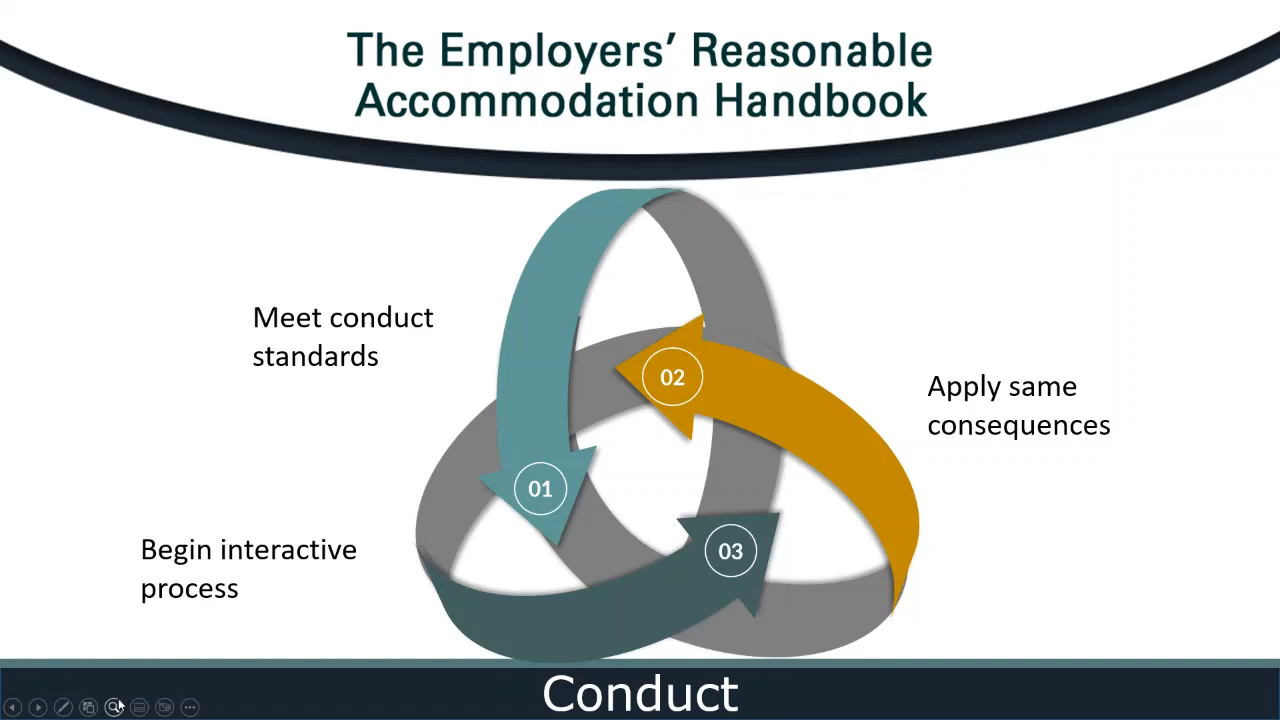 The Employers’ Reasonable
Accommodation Handbook
Meet conduct
standards
01
02
Apply same
consequences
Begin interactive
process
03
Conduct